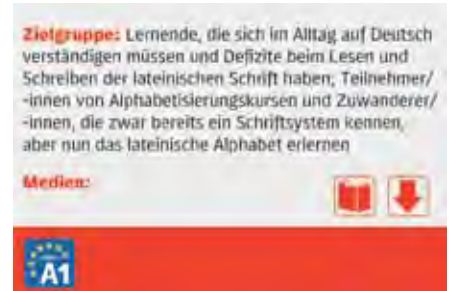 Zielgruppe: Lernende, die sich im Alltag auf Deutsch
verständigen müssen und Defizite beim Lesen und
Schreiben der lateinischen Schrift haben, Teilnehmer/
-innen von Alphabetisierungskursen und Zuwanderer/
-innen, die zwar bereits ein Schriftsystem kennen,
aber nun das lateinische Alphabet erlernen
Medien:
A1